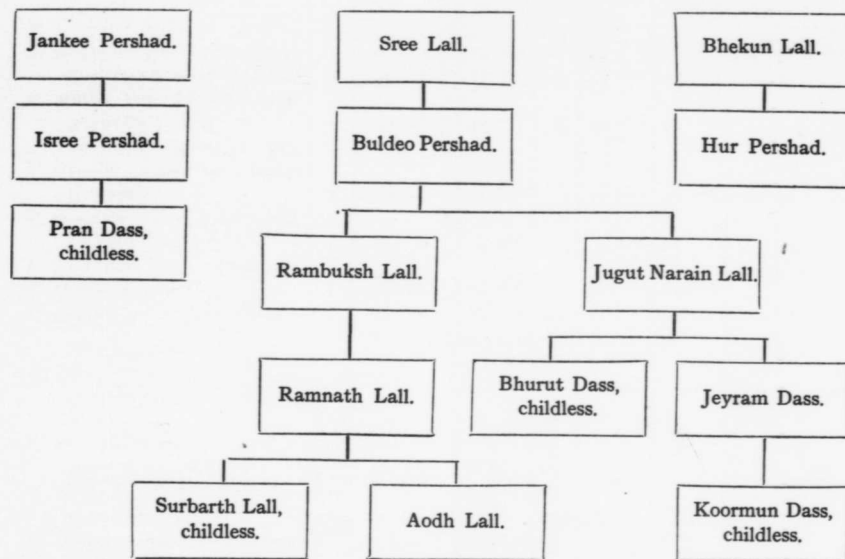 Jankee Pershad.
Sree Lall.
Bhekun Lall.
Isree Pershad.
Buldeo Pershad.
Hur Pershad.
Pran Dass,
childless.
Rambuksh Lall.
Jugut Narain Lall.
Ramnath Lall.
Bhurut Dass,
childless.
Jeyram Dass.
Surbarth Lall,
childless.
Aodh Lall.
Koormun Dass,
childless.